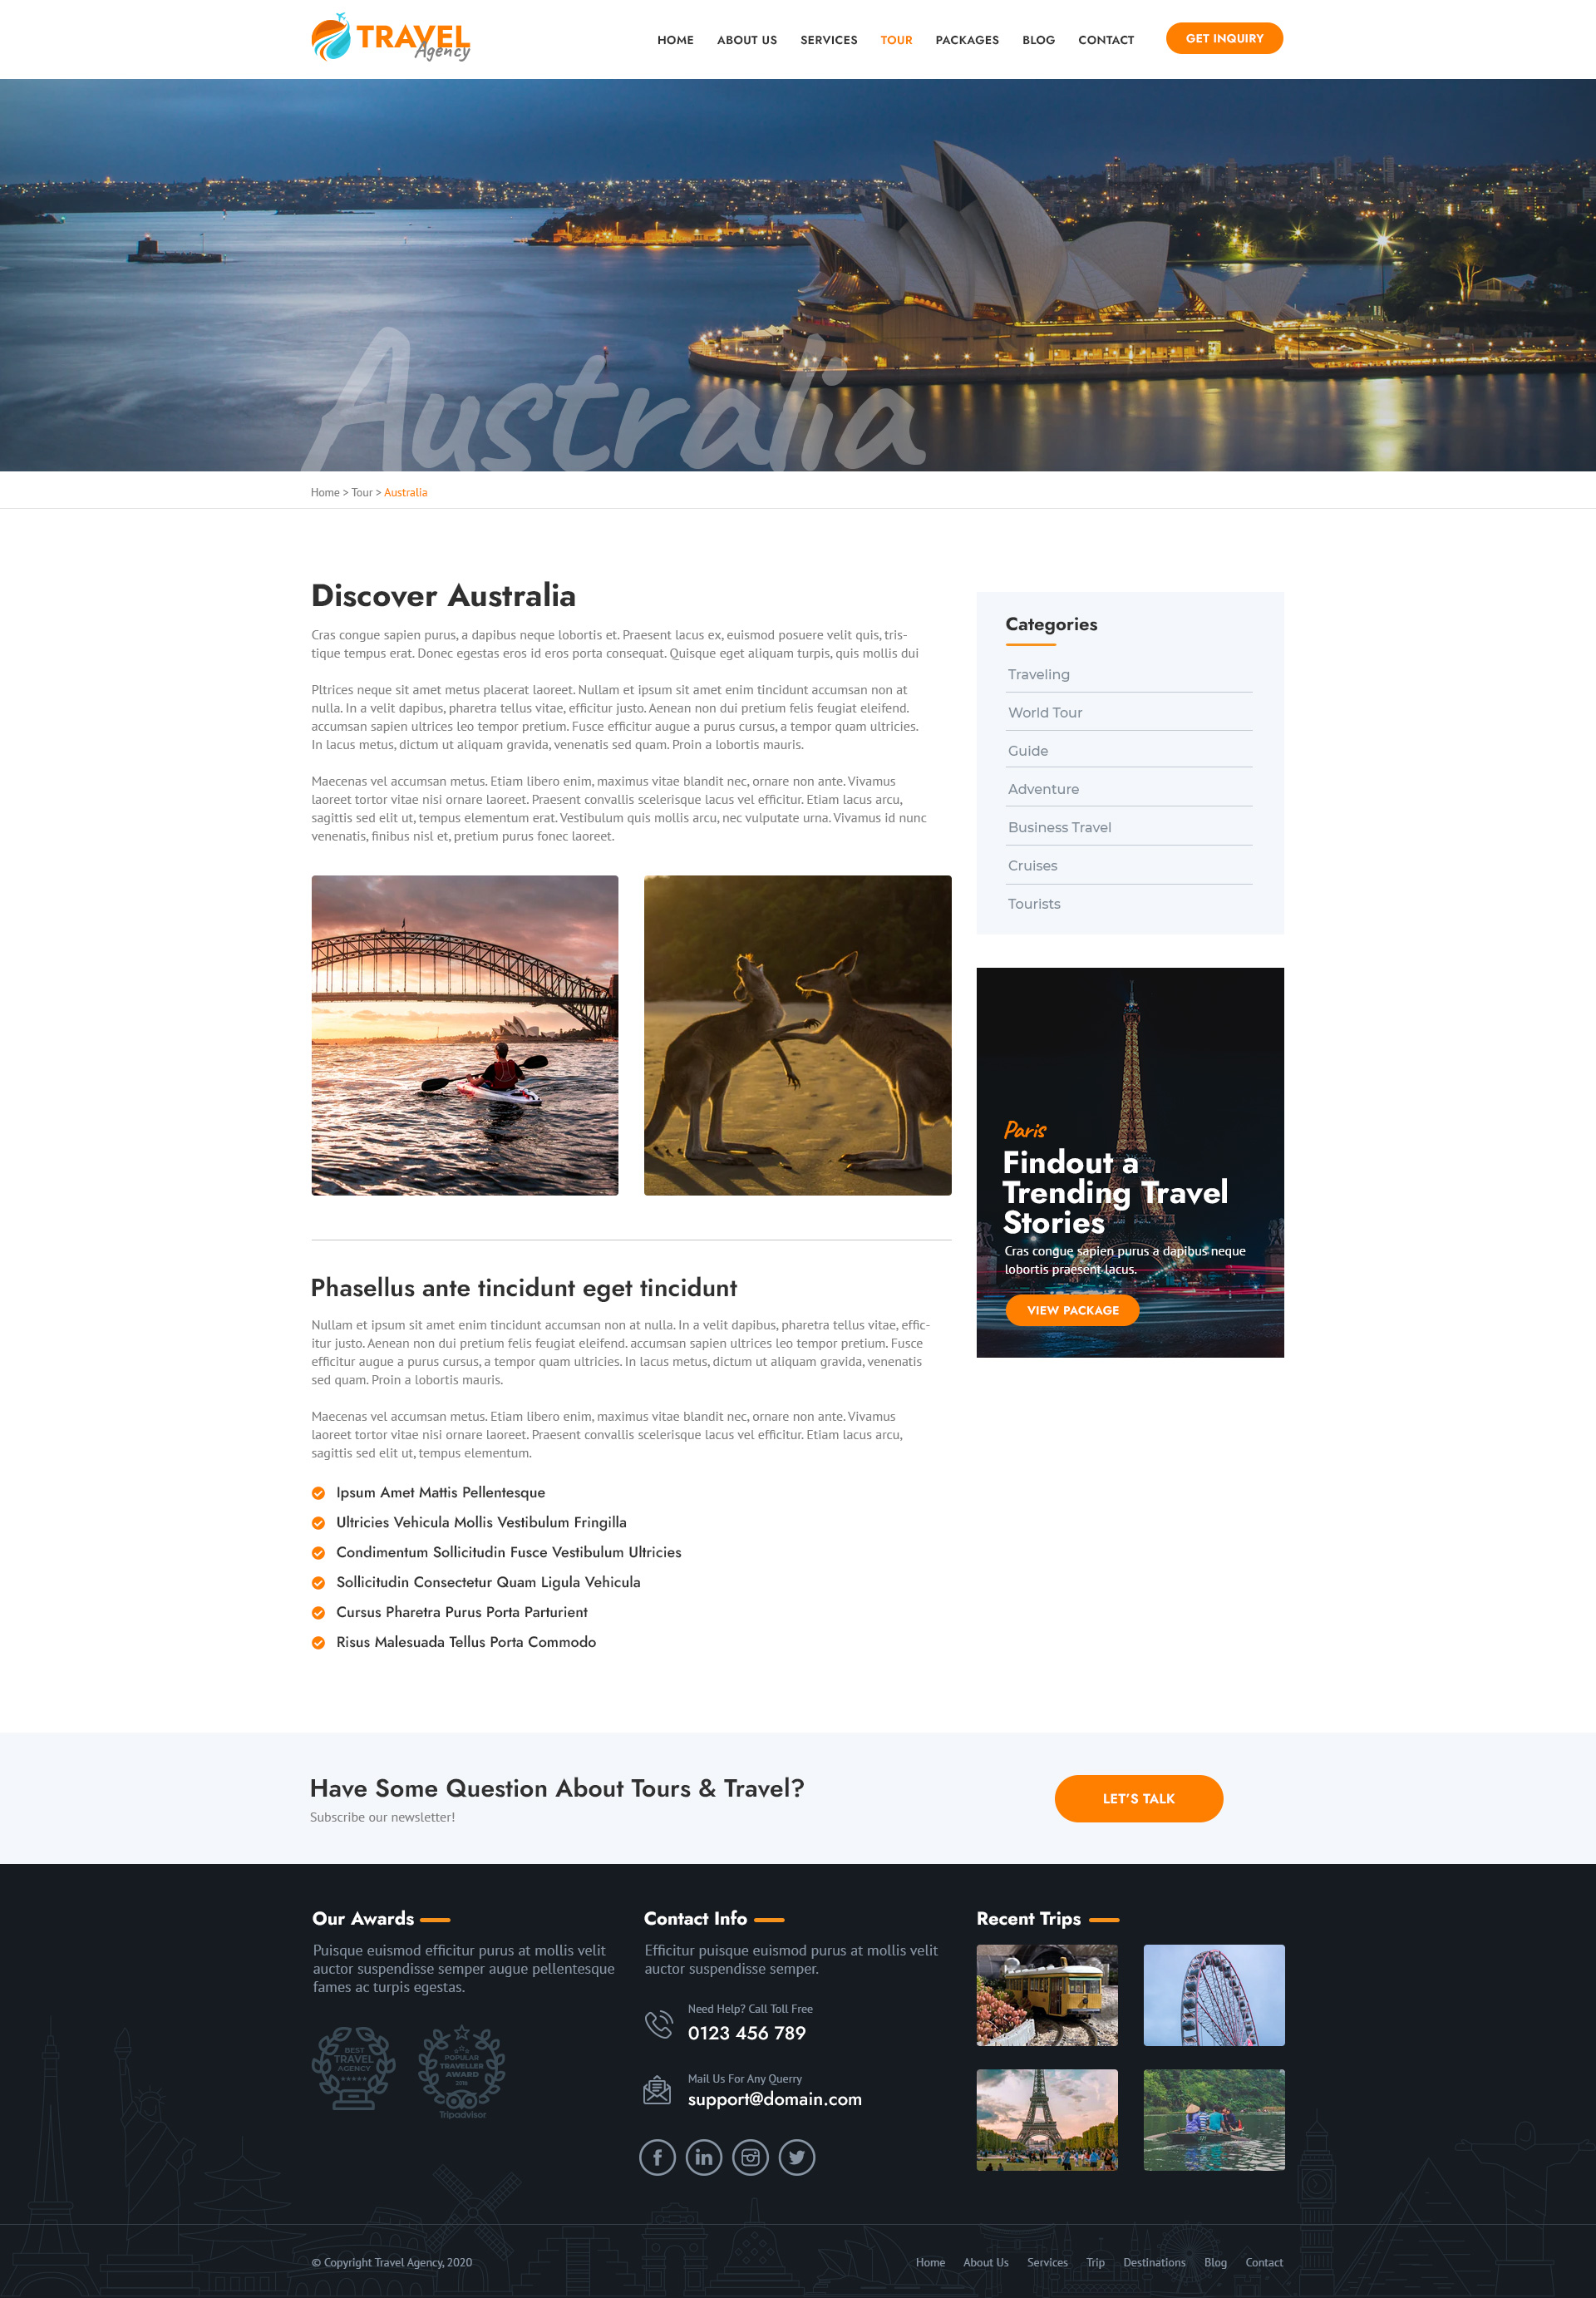 TRAVEL
Agency
HOME
ABOUT US
SERVICES
TOUR
PACKAGES
BLOG
CONTACT
GET INQUIRY
Australia
Home > Tour > Australia
Discover Australia
Cras congue sapien purus, a dapibus neque lobortis et. Praesent lacus ex, euismod posuere velit quis, tris-
tique tempus erat. Donec egestas eros id eros porta consequat. Quisque eget aliquam turpis, quis mollis dui
Pltrices neque sit amet metus placerat laoreet. Nullam et ipsum sit amet enim tincidunt accumsan non at
nulla. In a velit dapibus, pharetra tellus vitae, efficitur justo. Aenean non dui pretium felis feugiat eleifend.
accumsan sapien ultrices leo tempor pretium. Fusce efficitur augue a purus cursus, a tempor quam ultricies.
In lacus metus, dictum ut aliquam gravida, venenatis sed quam. Proin a lobortis mauris.
Maecenas vel accumsan metus. Etiam libero enim, maximus vitae blandit nec, ornare non ante. Vivamus
laoreet tortor vitae nisi ornare laoreet. Praesent convallis scelerisque lacus vel efficitur. Etiam lacus arcu,
sagittis sed elit ut, tempus elementum erat. Vestibulum quis mollis arcu, nec vulputate urna. Vivamus id nunc
venenatis, finibus nisl et, pretium purus fonec laoreet.
Phasellus ante tincidunt eget tincidunt
Nullam et ipsum sit amet enim tincidunt accumsan non at nulla. In a velit dapibus, pharetra tellus vitae, effic-
itur justo. Aenean non dui pretium felis feugiat eleifend. accumsan sapien ultrices leo tempor pretium. Fusce
efficitur augue a purus cursus, a tempor quam ultricies. In lacus metus, dictum ut aliquam gravida, venenatis
sed quam. Proin a lobortis mauris.
Maecenas vel accumsan metus. Etiam libero enim, maximus vitae blandit nec, ornare non ante. Vivamus
laoreet tortor vitae nisi ornare laoreet. Praesent convallis scelerisque lacus vel efficitur. Etiam lacus arcu,
sagittis sed elit ut, tempus elementum.
Ipsum Amet Mattis Pellentesque
Ultricies Vehicula Mollis Vestibulum Fringilla
Condimentum Sollicitudin Fusce Vestibulum Ultricies
Sollicitudin Consectetur Quam Ligula Vehicula
Cursus Pharetra Purus Porta Parturient
Risus Malesuada Tellus Porta Commodo
Categories
Traveling
World Tour
Guide
Adventure
Business Travel
Cruises
Tourists
Paris
Findout a
Trending Travel
Stories
Cras congue sapien purus a dapibus neque
lobortis praesent lacus.
VIEW PACKAGE
Have Some Question About Tours & Travel?
Subscribe our newsletter!
LET'S TALK
Our Awards
Puisque euismod efficitur purus at mollis velit
auctor suspendisse semper augue pellentesque
fames ac turpis egestas.
BEST
TRAVEL
AGENCY
POPULAR
TRAVELLER
AWARD
2019
Tripadvisor
Contact Info
Efficitur puisque euismod purus at mollis velit
auctor suspendisse semper.
Need Help? Call Toll Free
0123 456 789
Mail Us For Any Querry
support@domain.com
Recent Trips
© Copyright Travel Agency, 2020
Home
About Us
Services
Trip
Destinations
Blog
Contact